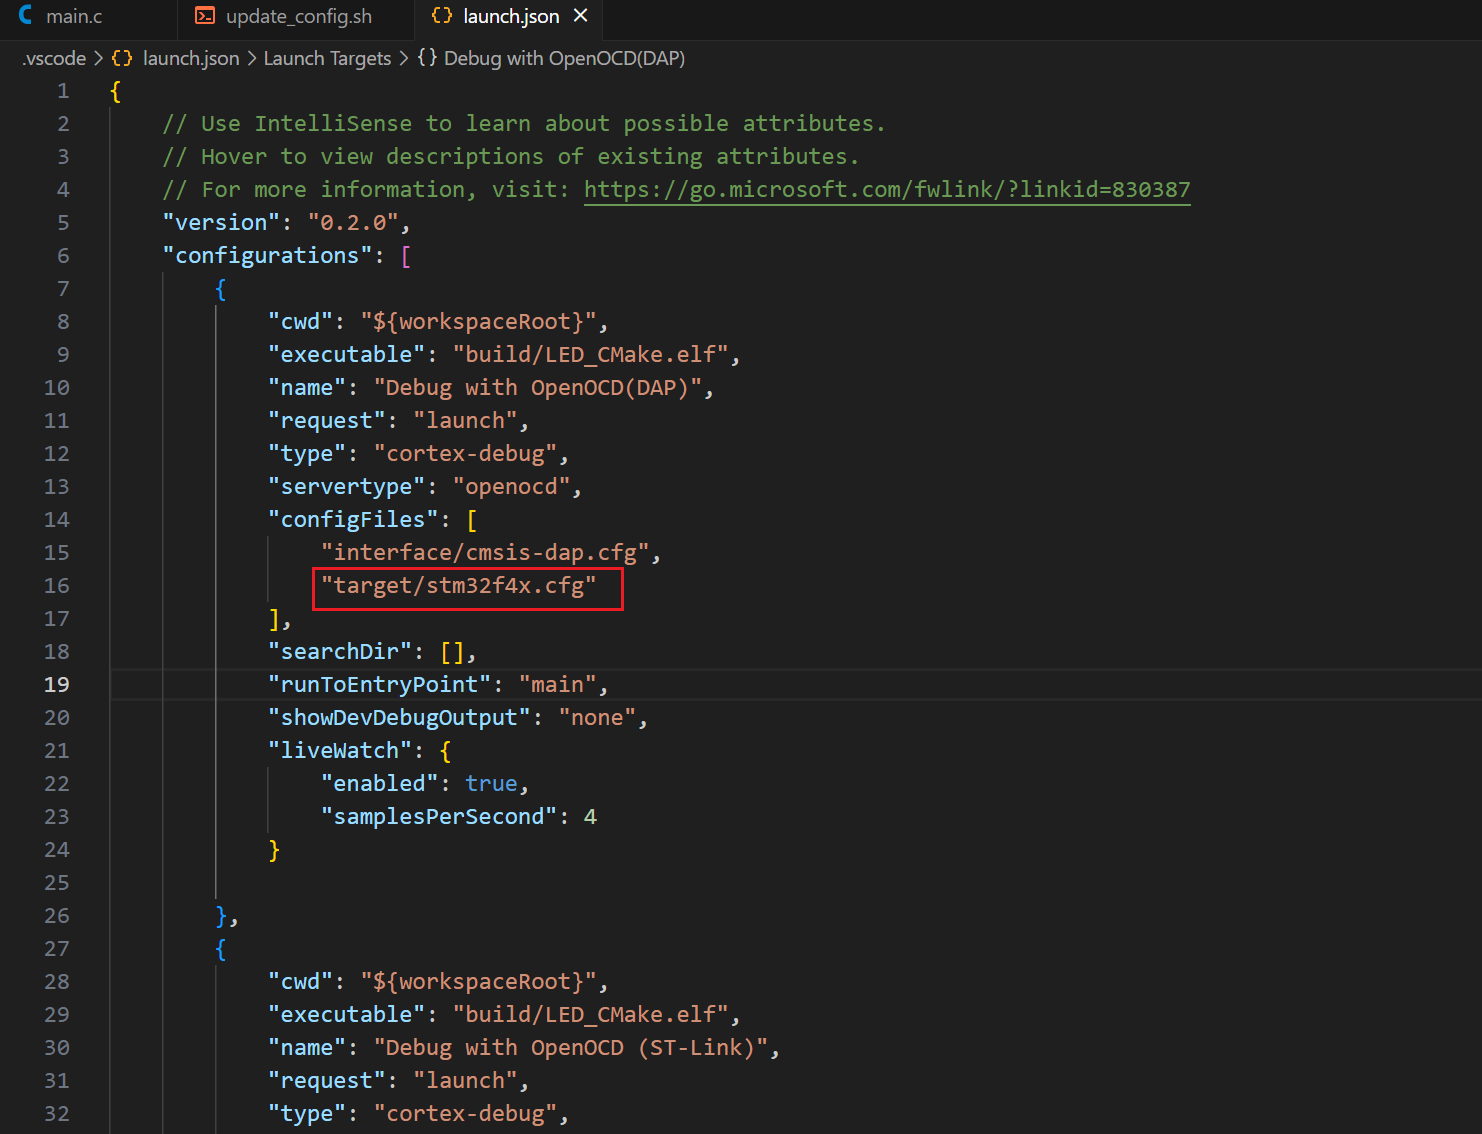 main.c update_config.sh launch.json
.vscode > launch.json > Launch Targets > {} Debug with OpenOCD(DAP)
1 {
2 // Use IntelliSense to learn about possible attributes.
3 // Hover to view descriptions of existing attributes.
4 // For more information, visit: https://go.microsoft.com/fwlink/?linkid=830387
5 "version": "0.2.0",
6 "configurations": [
7 {
8 "cwd": "${workspaceRoot}",
9 "executable": "build/LED_CMake.elf",
10 "name": "Debug with OpenOCD(DAP)",
11 "request": "launch",
12 "type": "cortex-debug",
13 "servertype": "openocd",
14 "configFiles": [
15 "interface/cmsis-dap.cfg",
16 "target/stm32f4x.cfg"
17 ],
18 "searchDir": [],
19 "runToEntryPoint": "main",
20 "showDevDebugOutput": "none",
21 "liveWatch": {
22 "enabled": true,
23 "samplesPerSecond": 4
24 }
25
26 },
27 {
28 "cwd": "${workspaceRoot}",
29 "executable": "build/LED_CMake.elf",
30 "name": "Debug with OpenOCD (ST-Link)",
31 "request": "launch",
32 "type": "cortex-debug",